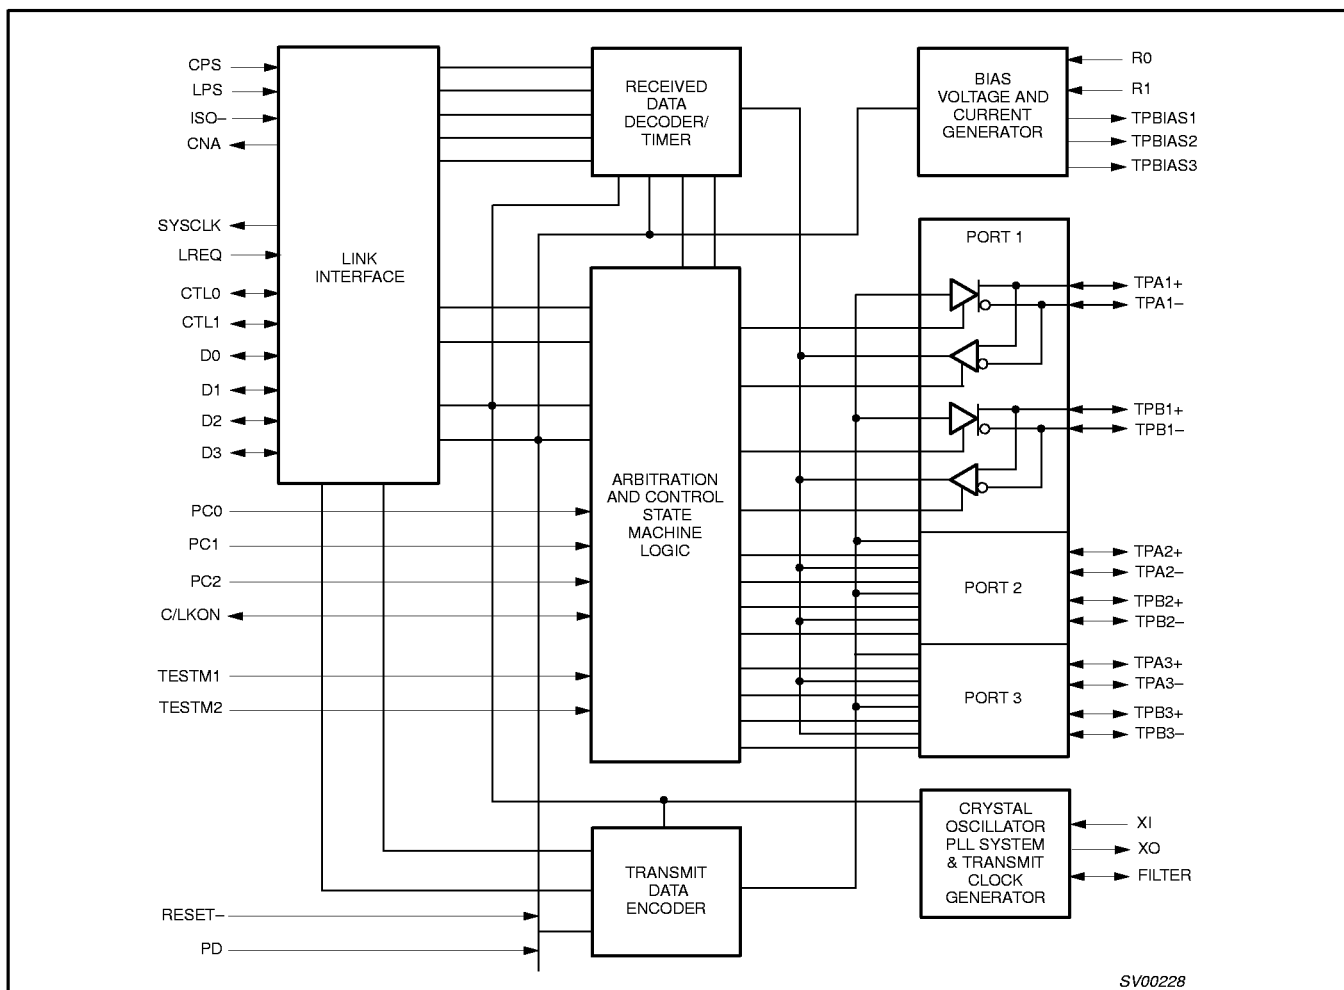 CPS
LPS
ISO–
CNA
SYSCLK
LREQ
CTL0
CTL1
D0
D1
D2
D3
PC0
PC1
PC2
C/LKON
TESTM1
TESTM2
RESET–
PD
LINK
INTERFACE
RECEIVED
DATA
DECODER/
TIMER
ARBITRATION
AND CONTROL
STATE
MACHINE
LOGIC
TRANSMIT
DATA
ENCODER
BIAS
VOLTAGE AND
CURRENT
GENERATOR
R0
R1
TPBIAS1
TPBIAS2
TPBIAS3
PORT 1
TPA1+
TPA1–
TPB1+
TPB1–
PORT 2
TPA2+
TPA2–
TPB2+
TPB2–
PORT 3
TPA3+
TPA3–
TPB3+
TPB3–
CRYSTAL
OSCILLATOR
PLL SYSTEM
& TRANSMIT
CLOCK
GENERATOR
XI
XO
FILTER
SV00228